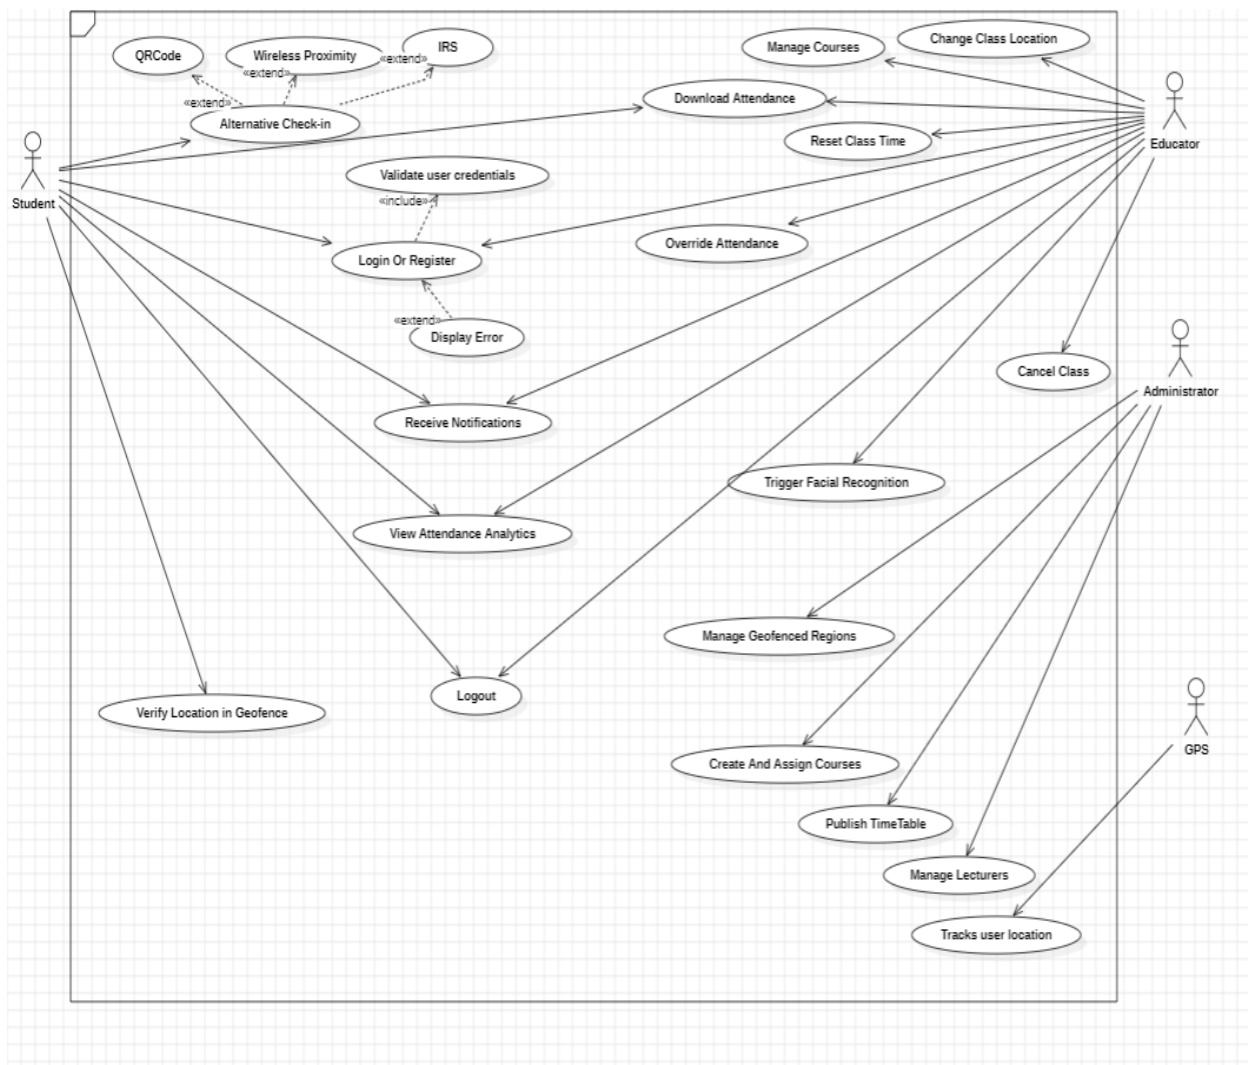 Change Class Location
Manage Courses
IRS
QRCode
Wireless Proximity
«extend»
«extend»
«extend»
Download Attendance
Alternative Check-in
Reset Class Time
Educator
Validate user credentials
Student
«include»
Override Attendance
Login Or Register
«extend»
Display Error
Cancel Class
Administrator
Receive Notifications
Trigger Facial Recognition
View Attendance Analytics
Manage Geofenced Regions
Logout
Verify Location in Geofence
GPS
Create And Assign Courses
Publish TimeTable
Manage Lecturers
Tracks user location